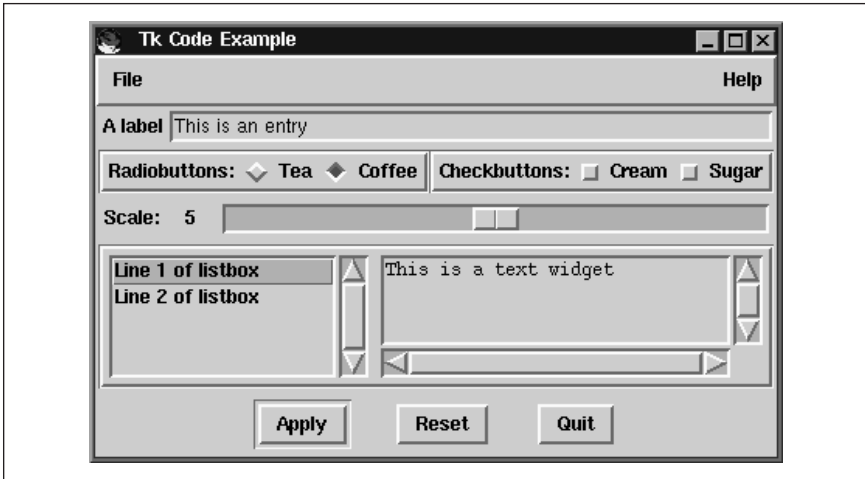 Tk Code Example
File Help
A label This is an entry
Radiobuttons: Tea Coffee Checkbuttons: Cream Sugar
Scale: 5
Line 1 of listbox
Line 2 of listbox
This is a text widget
Apply Reset Quit